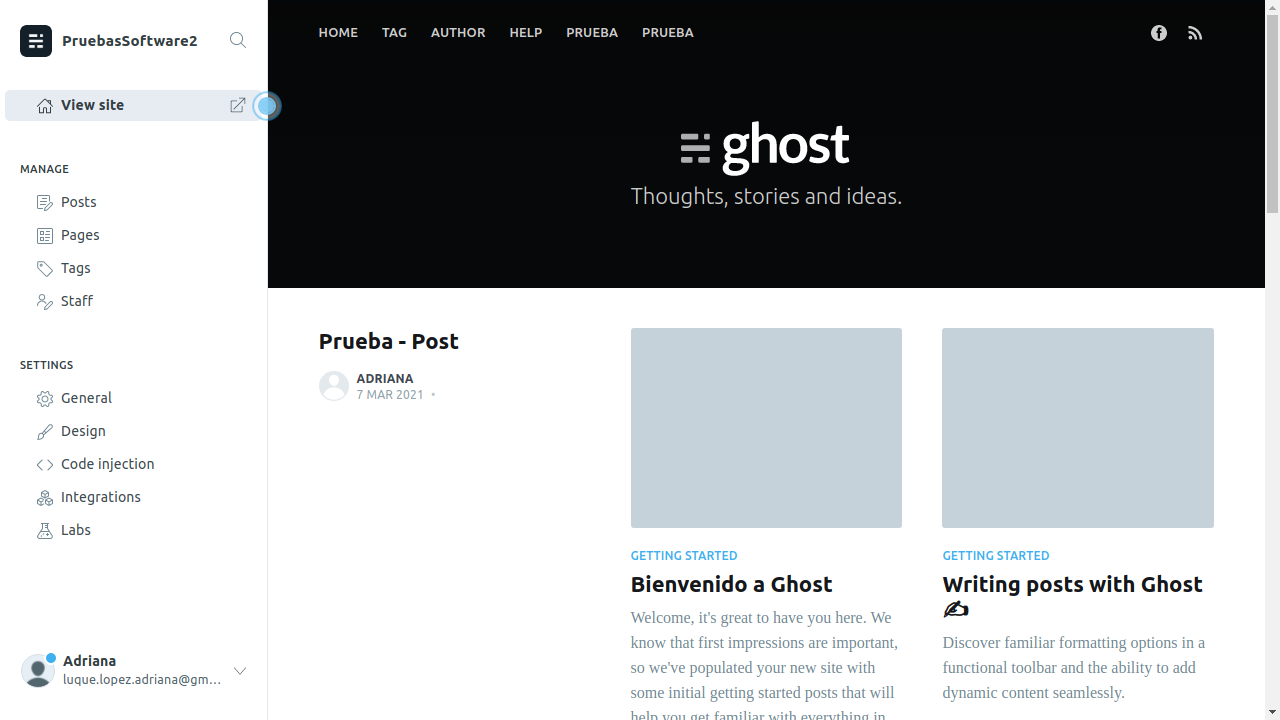 PruebasSoftware2
View site
MANAGE
Posts
Pages
Tags
Staff
SETTINGS
General
Design
Code injection
Integrations
Labs
Adriana
luque.lopez.adriana@gm…
HOME TAG AUTHOR HELP PRUEBA PRUEBA
ghost
Thoughts, stories and ideas.
Prueba - Post
ADRIANA
7 MAR 2021 •
GETTING STARTED
Bienvenido a Ghost
Welcome, it's great to have you here. We
know that first impressions are important,
so we've populated your new site with
some initial getting started posts that will
help you get familiar with everything in
GETTING STARTED
Writing posts with Ghost
✍️
Discover familiar formatting options in a
functional toolbar and the ability to add
dynamic content seamlessly.